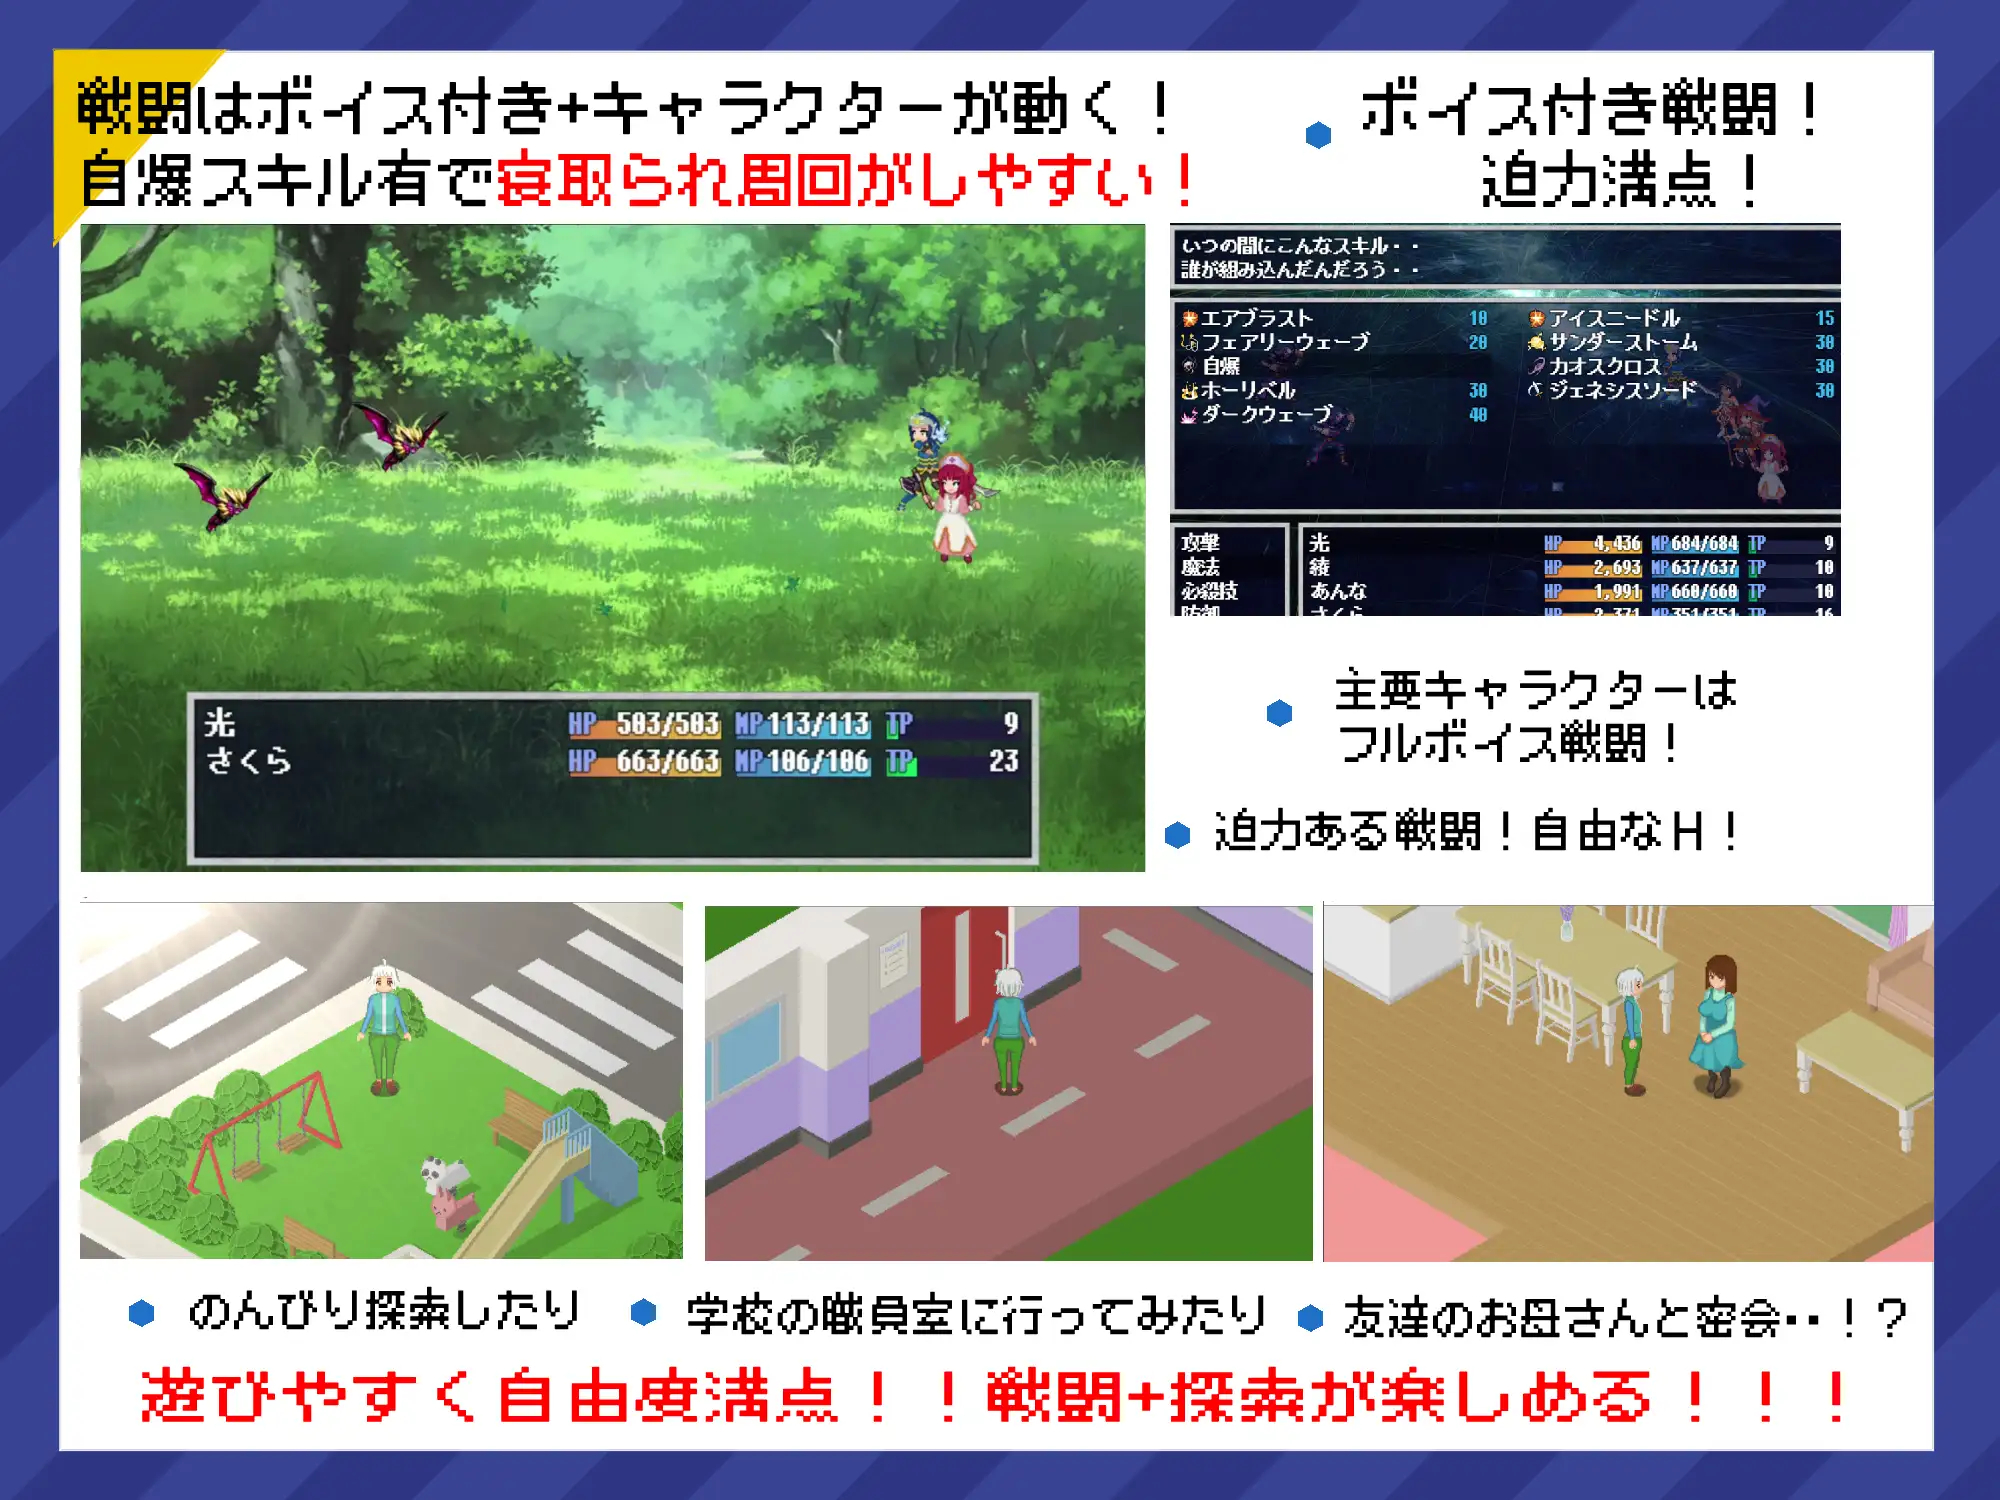 戦闘はボイス付き+キャラクターが動く！
自爆スキル有で寝取られ周回がしやすい！
ボイス付き戦闘！
迫力満点！
いつの間にこんなスキル・・
誰が組み込んだんだろう・・
エアブラスト 10 アイスニードル 15
フェアリーウェーブ 20 サンダーストーム 30
自爆 カオスクロス 30
ホーリベル 30 ジェネシスソード 30
ダークウェーブ 40
攻撃 光 HP 4,436 MP 684/684 TP 9
魔法 綾 HP 2,693 MP 637/637 TP 10
必殺技 あんな HP 1,991 MP 660/660 TP 10
防御 さくら HP 2,371 MP 351/351 TP 16
光 HP 503/503 MP 113/113 TP 9
さくら HP 663/663 MP 106/106 TP 23
主要キャラクターは
フルボイス戦闘！
迫力ある戦闘！自由なＨ！
のんびり探索したり
学校の職員室に行ってみたり
友達のお母さんと密会・・！？
遊びやすく自由度満点！！戦闘+探索が楽しめる！！！